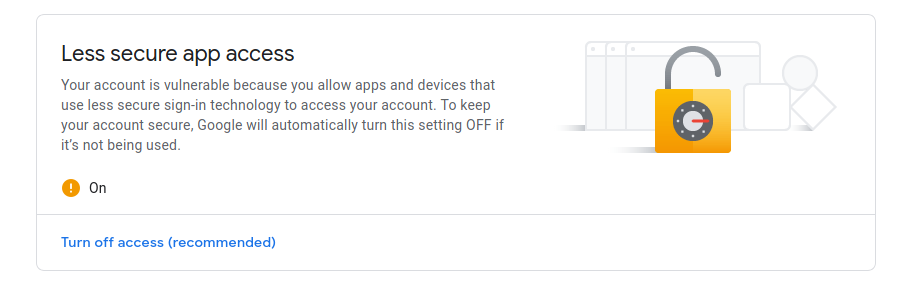 Less secure app access
Your account is vulnerable because you allow apps and devices that
use less secure sign-in technology to access your account. To keep
your account secure, Google will automatically turn this setting OFF if
it’s not being used.
On
Turn off access (recommended)